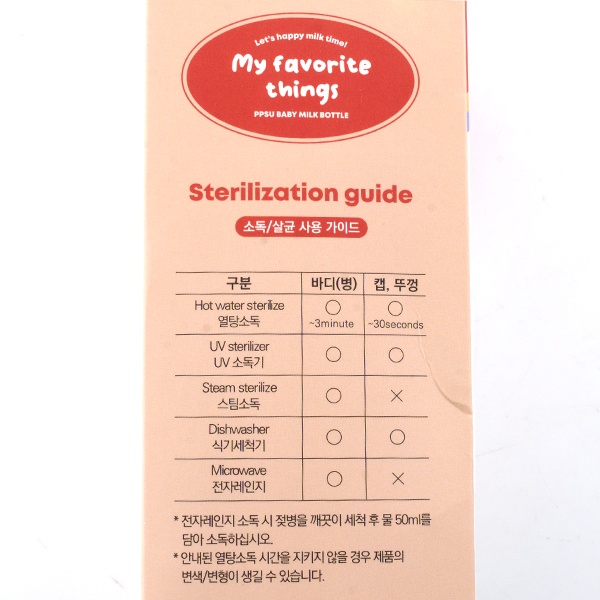 Let's happy milk time!
My favorite
things
PPSU BABY MILK BOTTLE
Sterilization guide
소독/살균 사용 가이드
구분 바디(병) 캡, 뚜껑
Hot water sterilize ○ ○
열탕소독 ~3minute ~30seconds
UV sterilizer ○ ○
UV 소독기
Steam sterilize ○ ×
스팀소독
Dishwasher ○ ○
식기세척기
Microwave ○ ×
전자레인지
* 전자레인지 소독 시 젖병을 깨끗이 세척 후 물 50ml를
담아 소독하십시오.
* 안내된 열탕소독 시간을 지키지 않을 경우 제품의
변색/변형이 생길 수 있습니다.